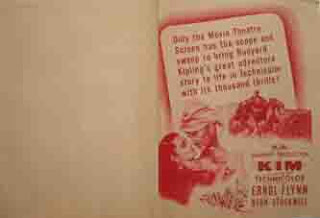 Only the Movie Theatre
Screen has the scope and
sweep to bring Rudyard
Kipling's great adventure
story to life in Technicolor
with its thousand thrills!
KIM
TECHNICOLOR
ERROL FLYNN
DEAN STOCKWELL